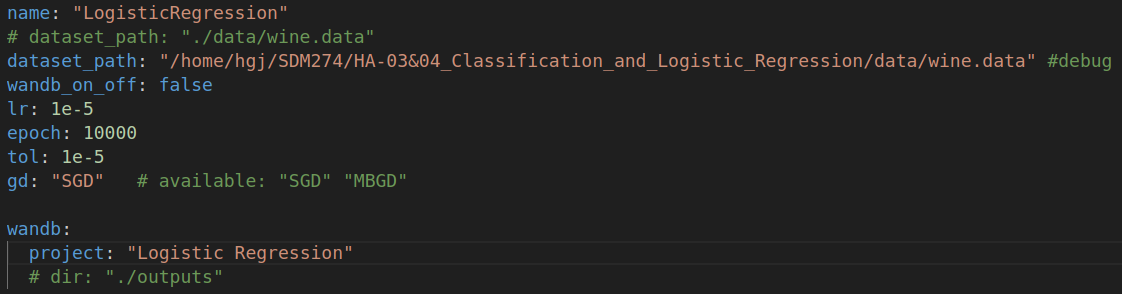 name: "LogisticRegression"
# dataset_path: "./data/wine.data"
dataset_path: "/home/hgj/SDM274/HA-03&04_Classification_and_Logistic_Regression/data/wine.data" #debug
wandb_on_off: false
lr: 1e-5
epoch: 10000
tol: 1e-5
gd: "SGD"   # available: "SGD" "MBGD"

wandb:
  project: "Logistic Regression"
  # dir: "./outputs"